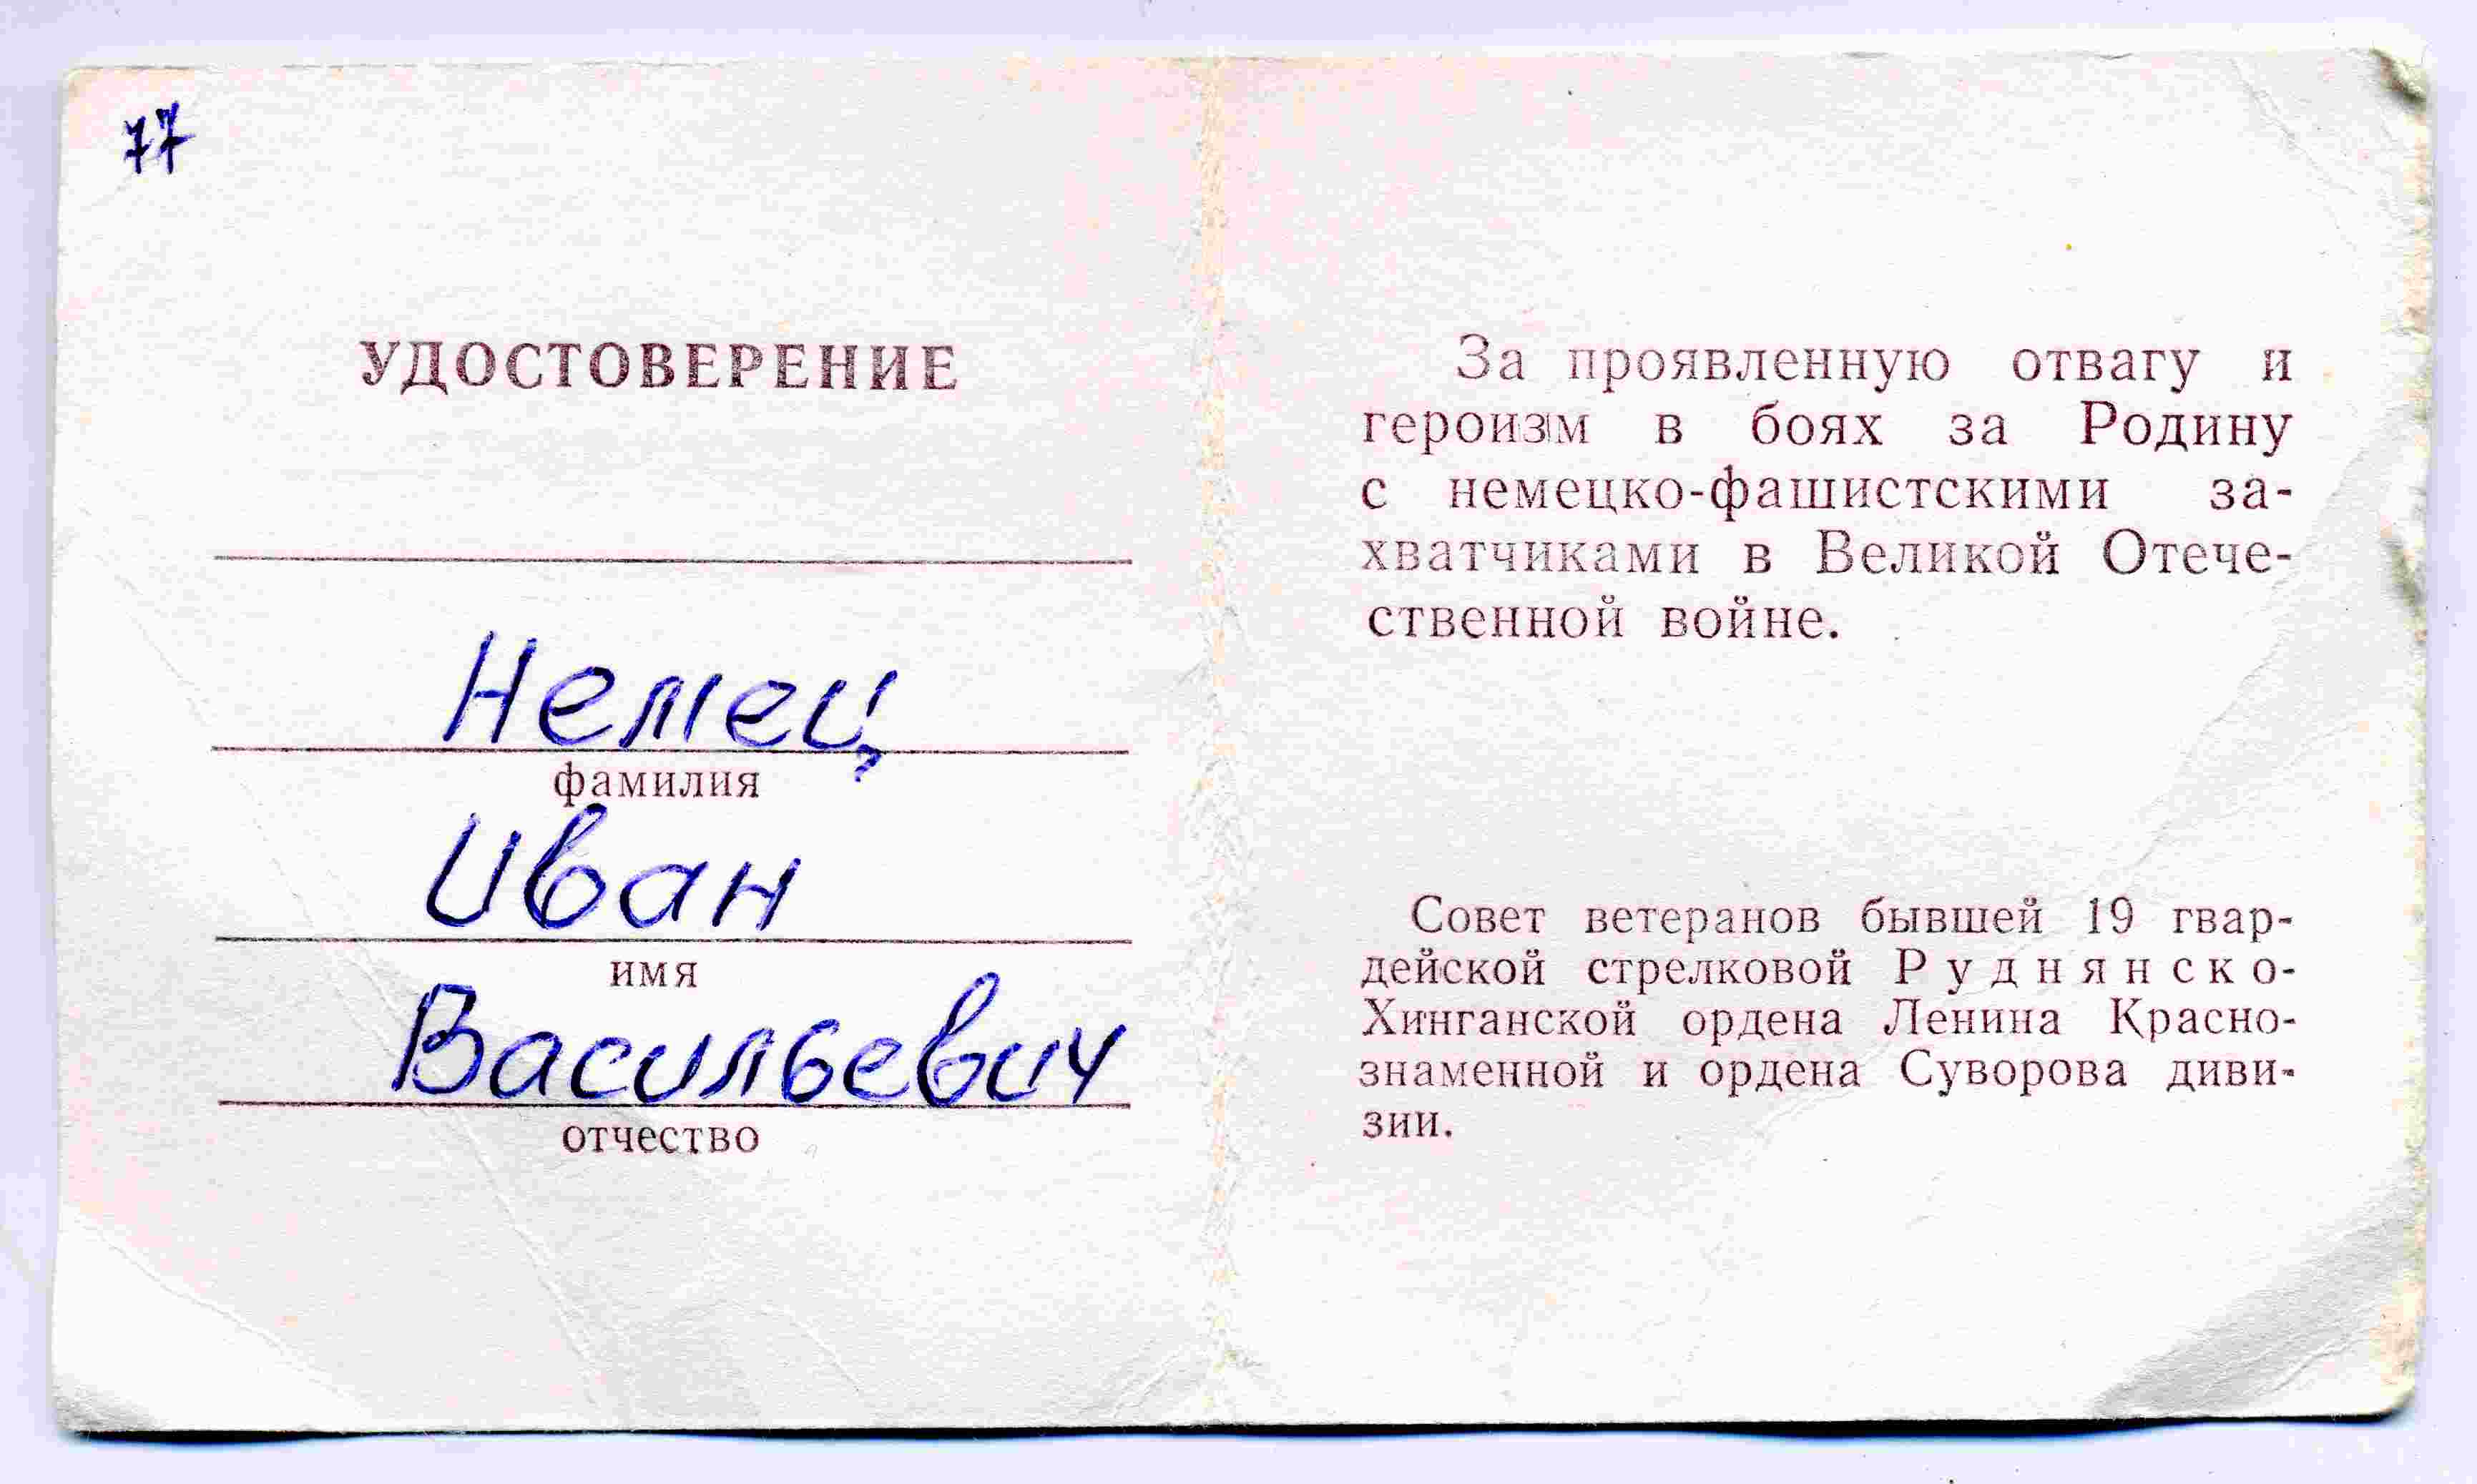 77
УДОСТОВЕРЕНИЕ
Немец
фамилия
Иван
имя
Васильевич
отчество
За проявленную отвагу и
героизм в боях за Родину
с немецко-фашистскими за-
хватчиками в Великой Отече-
ственной войне.
Совет ветеранов бывшей 19 гвар-
дейской стрелковой Руднянско-
Хинганской ордена Ленина Красно-
знаменной и ордена Суворова диви-
зии.